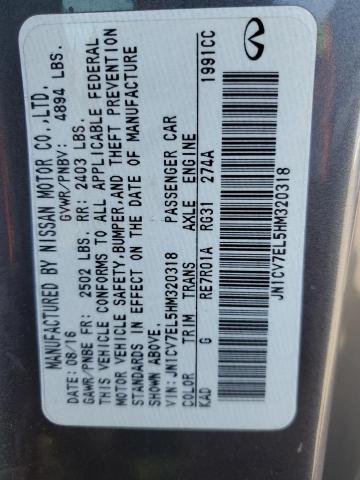 MANUFACTURED BY NISSAN MOTOR CO.,LTD.
DATE: 08/16 GVWR/PNBV: 4894 LBS.
GAWR/PNBE FR: 2502 LBS. RR: 2403 LBS.
THIS VEHICLE CONFORMS TO ALL APPLICABLE FEDERAL
MOTOR VEHICLE SAFETY,BUMPER,AND THEFT PREVENTION
STANDARDS IN EFFECT ON THE DATE OF MANUFACTURE
SHOWN ABOVE.
VIN:JN1CV7EL5HM320318 PASSENGER CAR
COLOR TRIM TRANS AXLE ENGINE
KAD G RE7R01A RG31 274A 1991CC
JN1CV7EL5HM320318